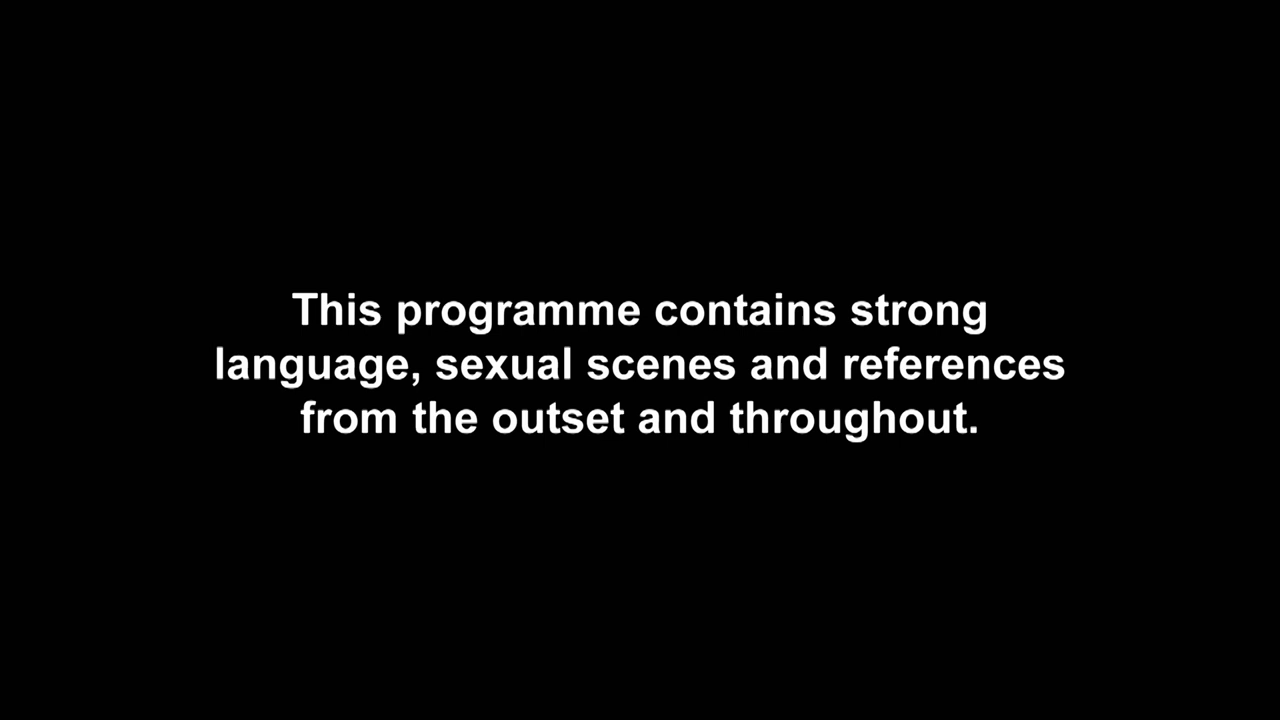 This programme contains strong
language, sexual scenes and references
from the outset and throughout.